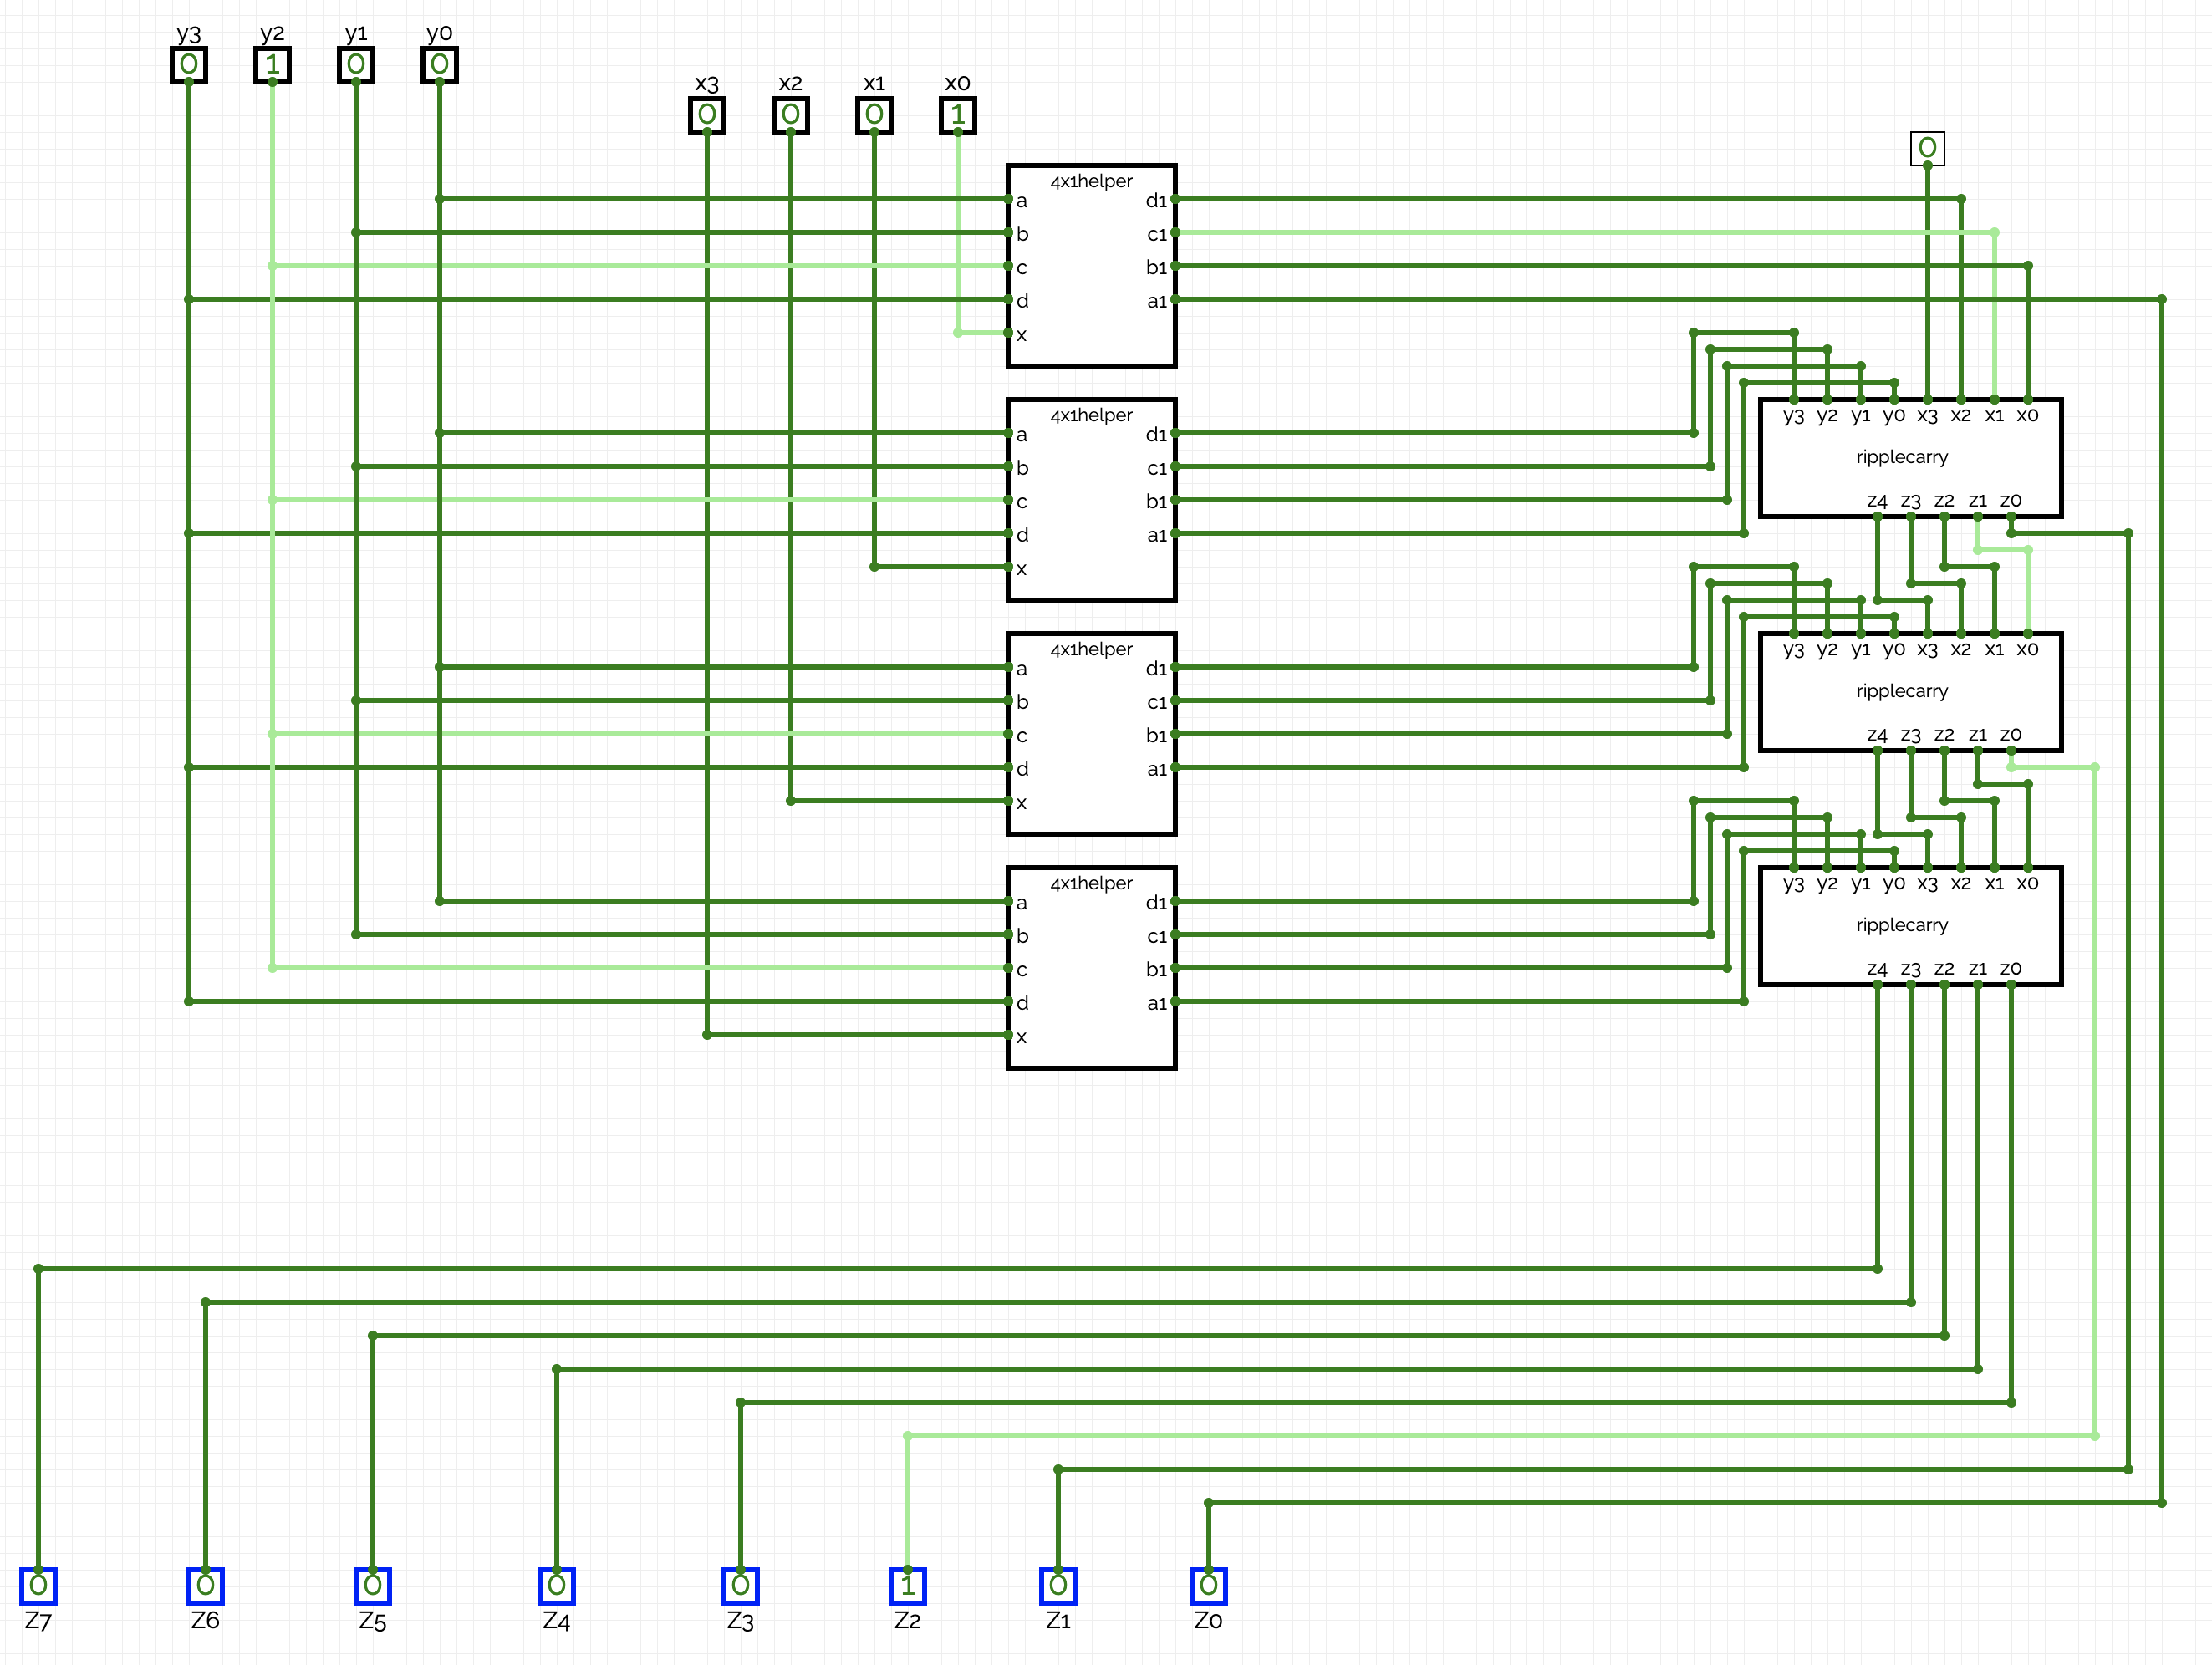 y3 y2 y1 y0
0 1 0 0
x3 x2 x1 x0
0 0 0 1
0
4x1helper
a d1
b c1
c b1
d a1
x
4x1helper
a d1
b c1
c b1
d a1
x
y3 y2 y1 y0 x3 x2 x1 x0
ripplecarry
z4 z3 z2 z1 z0
4x1helper
a d1
b c1
c b1
d a1
x
y3 y2 y1 y0 x3 x2 x1 x0
ripplecarry
z4 z3 z2 z1 z0
4x1helper
a d1
b c1
c b1
d a1
x
y3 y2 y1 y0 x3 x2 x1 x0
ripplecarry
z4 z3 z2 z1 z0
0 0 0 0 0 1 0 0
Z7 Z6 Z5 Z4 Z3 Z2 Z1 Z0